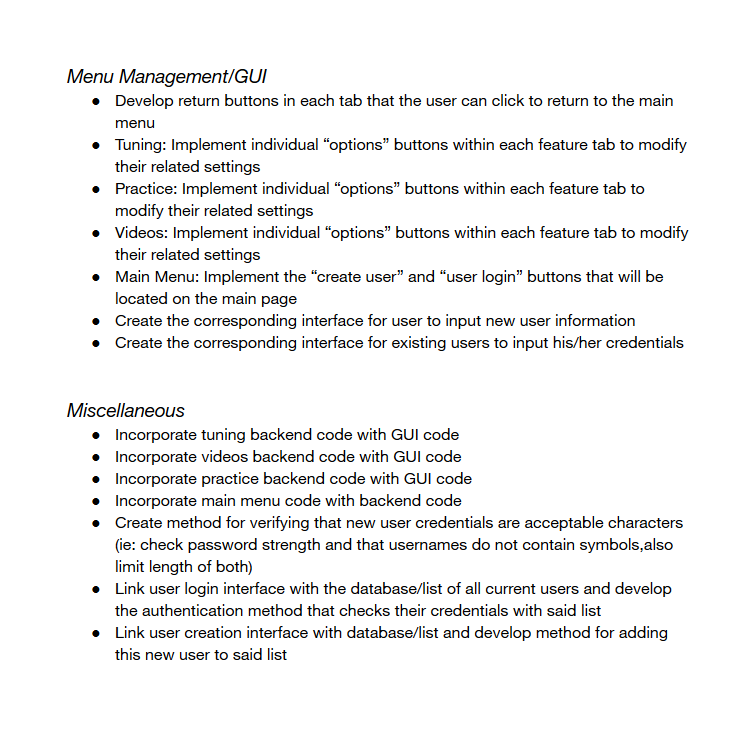 Menu Management/GUI
● Develop return buttons in each tab that the user can click to return to the main
menu
● Tuning: Implement individual “options” buttons within each feature tab to modify
their related settings
● Practice: Implement individual “options” buttons within each feature tab to
modify their related settings
● Videos: Implement individual “options” buttons within each feature tab to modify
their related settings
● Main Menu: Implement the “create user” and “user login” buttons that will be
located on the main page
● Create the corresponding interface for user to input new user information
● Create the corresponding interface for existing users to input his/her credentials
Miscellaneous
● Incorporate tuning backend code with GUI code
● Incorporate videos backend code with GUI code
● Incorporate practice backend code with GUI code
● Incorporate main menu code with backend code
● Create method for verifying that new user credentials are acceptable characters
(ie: check password strength and that usernames do not contain symbols,also
limit length of both)
● Link user login interface with the database/list of all current users and develop
the authentication method that checks their credentials with said list
● Link user creation interface with database/list and develop method for adding
this new user to said list